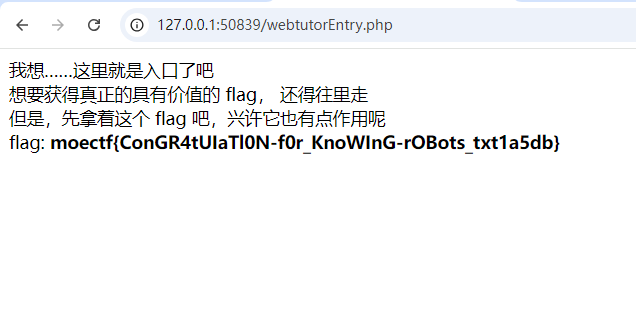 127.0.0.1:50839/webtutorEntry.php
我想……这里就是入口了吧
想要获得真正的具有价值的 flag， 还得往里走
但是，先拿着这个 flag 吧，兴许它也有点作用呢
flag: moectf{ConGR4tUIaTl0N-f0r_KnoWInG-rOBots_txt1a5db}